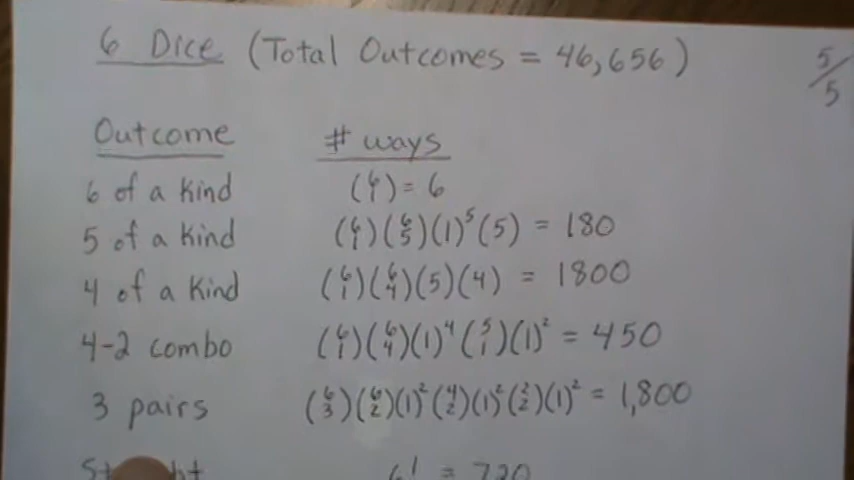 6 Dice (Total Outcomes = 46,656)
5/5
Outcome # ways
6 of a kind (6 1) = 6
5 of a kind (6 1)(6 5)(1)^5(5) = 180
4 of a kind (6 1)(6 4)(5)(4) = 1800
4-2 combo (6 1)(6 4)(1)^4(5 1)(1)^2 = 450
3 pairs (6 3)(6 2)(1)^2(4 2)(1)^2(2 2)(1)^2 = 1,800
6! = 720